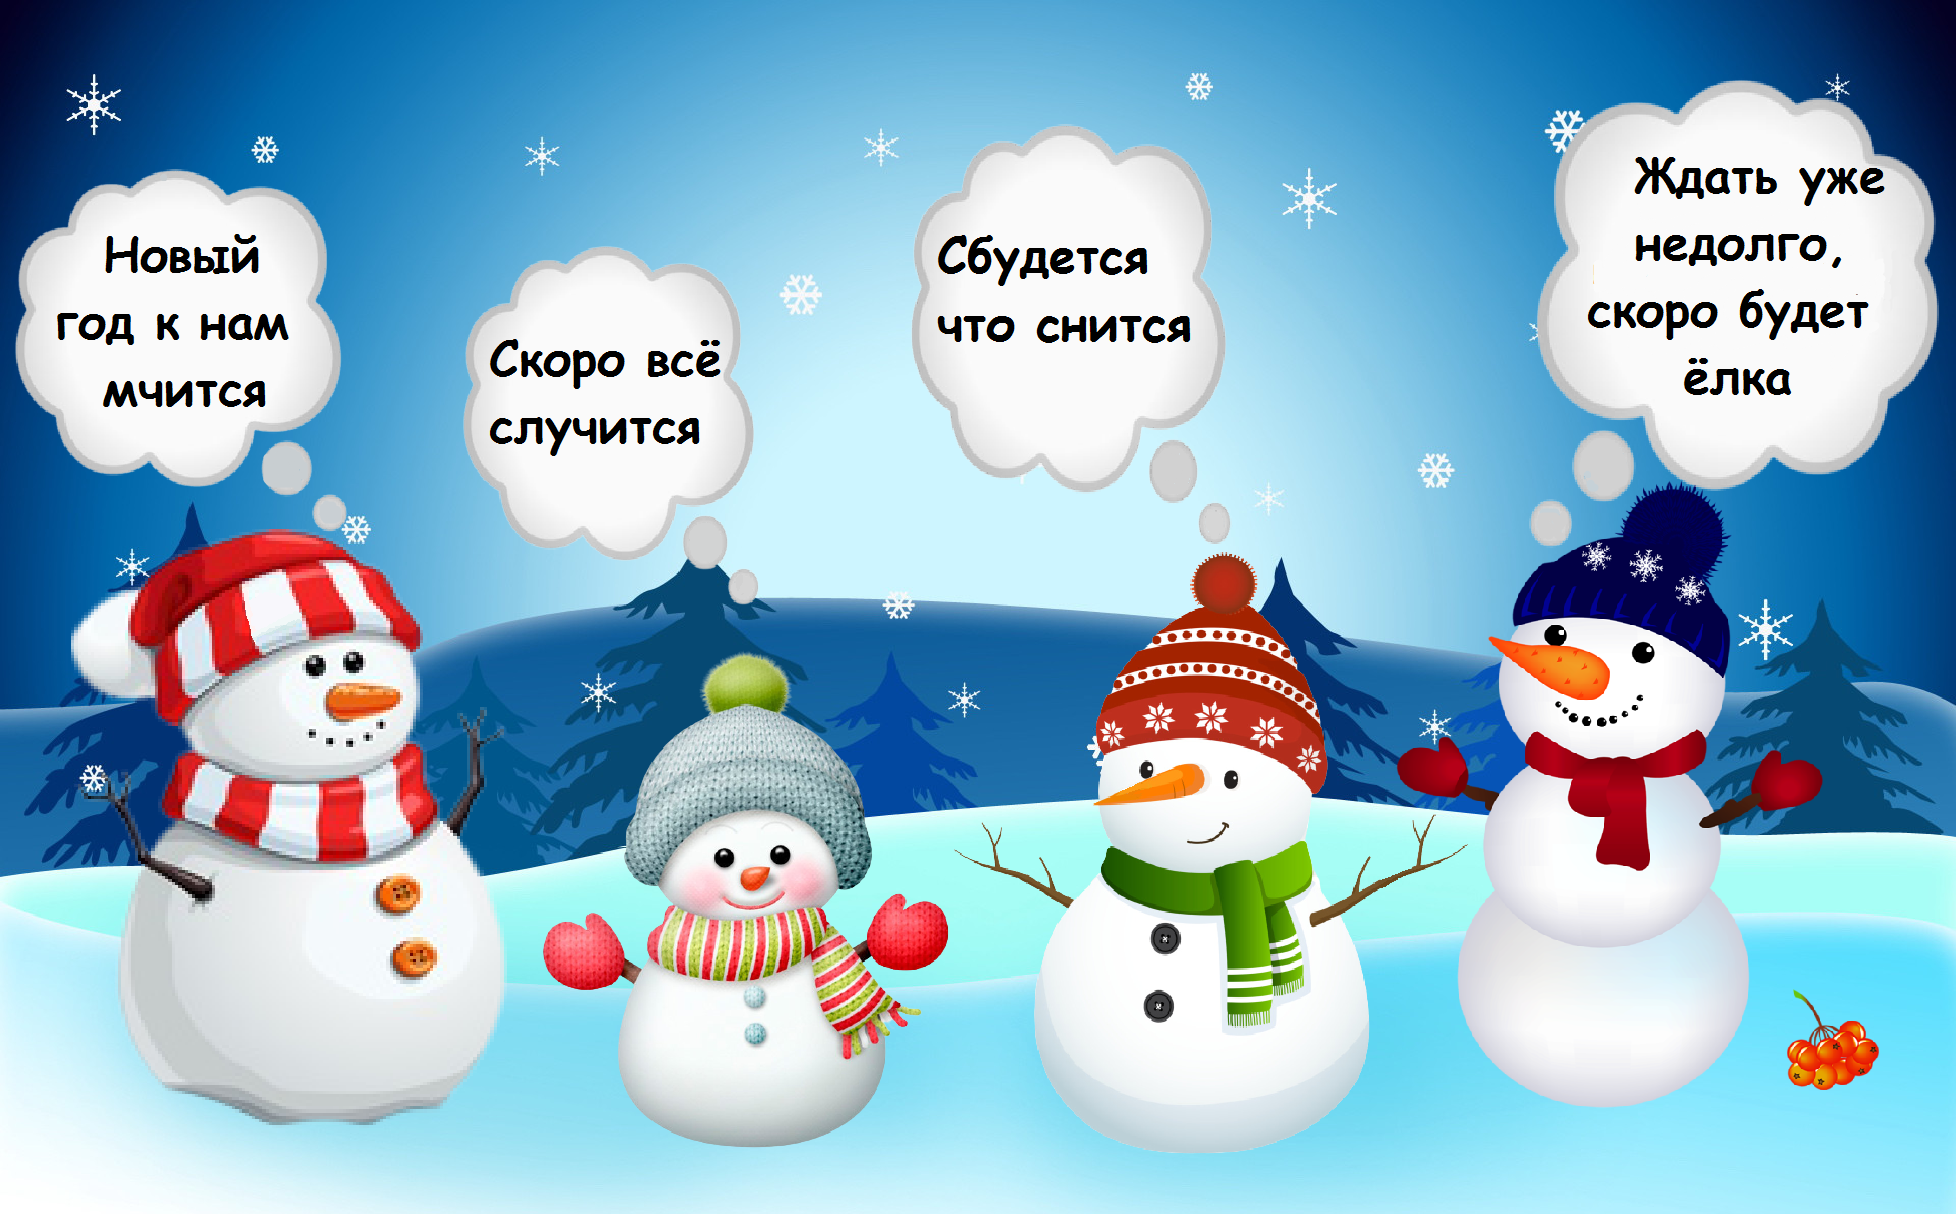 Новый
год к нам
мчится
Скоро всё
случится
Сбудется
что снится
Ждать уже
недолго,
скоро будет
ёлка